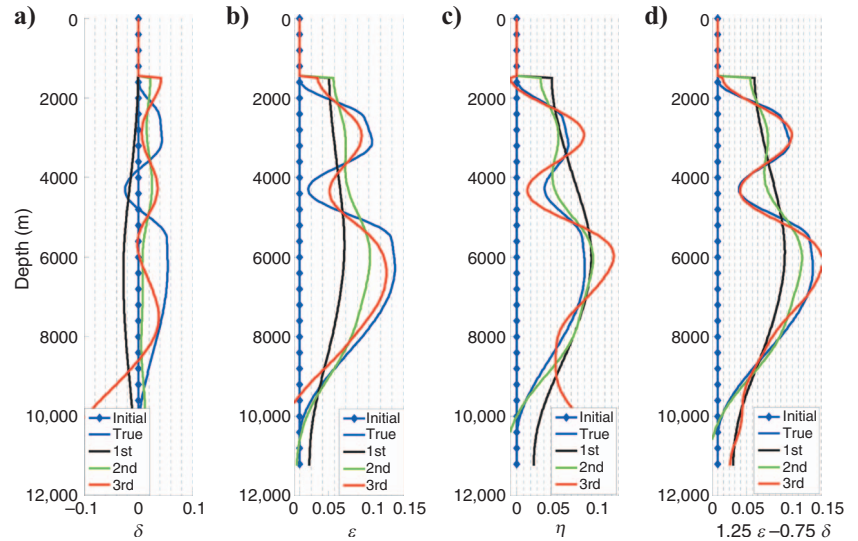 a)
b)
c)
d)
0
2000
4000
6000
8000
10,000
12,000
Depth (m)
Initial
True
1st
2nd
3rd
−0.1
0
0.1
δ
0
2000
4000
6000
8000
10,000
12,000
Initial
True
1st
2nd
3rd
0
0.05
0.10
0.15
ε
0
2000
4000
6000
8000
10,000
12,000
Initial
True
1st
2nd
3rd
0
0.05
0.1
η
0
2000
4000
6000
8000
10,000
12,000
Initial
True
1st
2nd
3rd
0
0.05
0.10
0.15
1.25 ε−0.75 δ